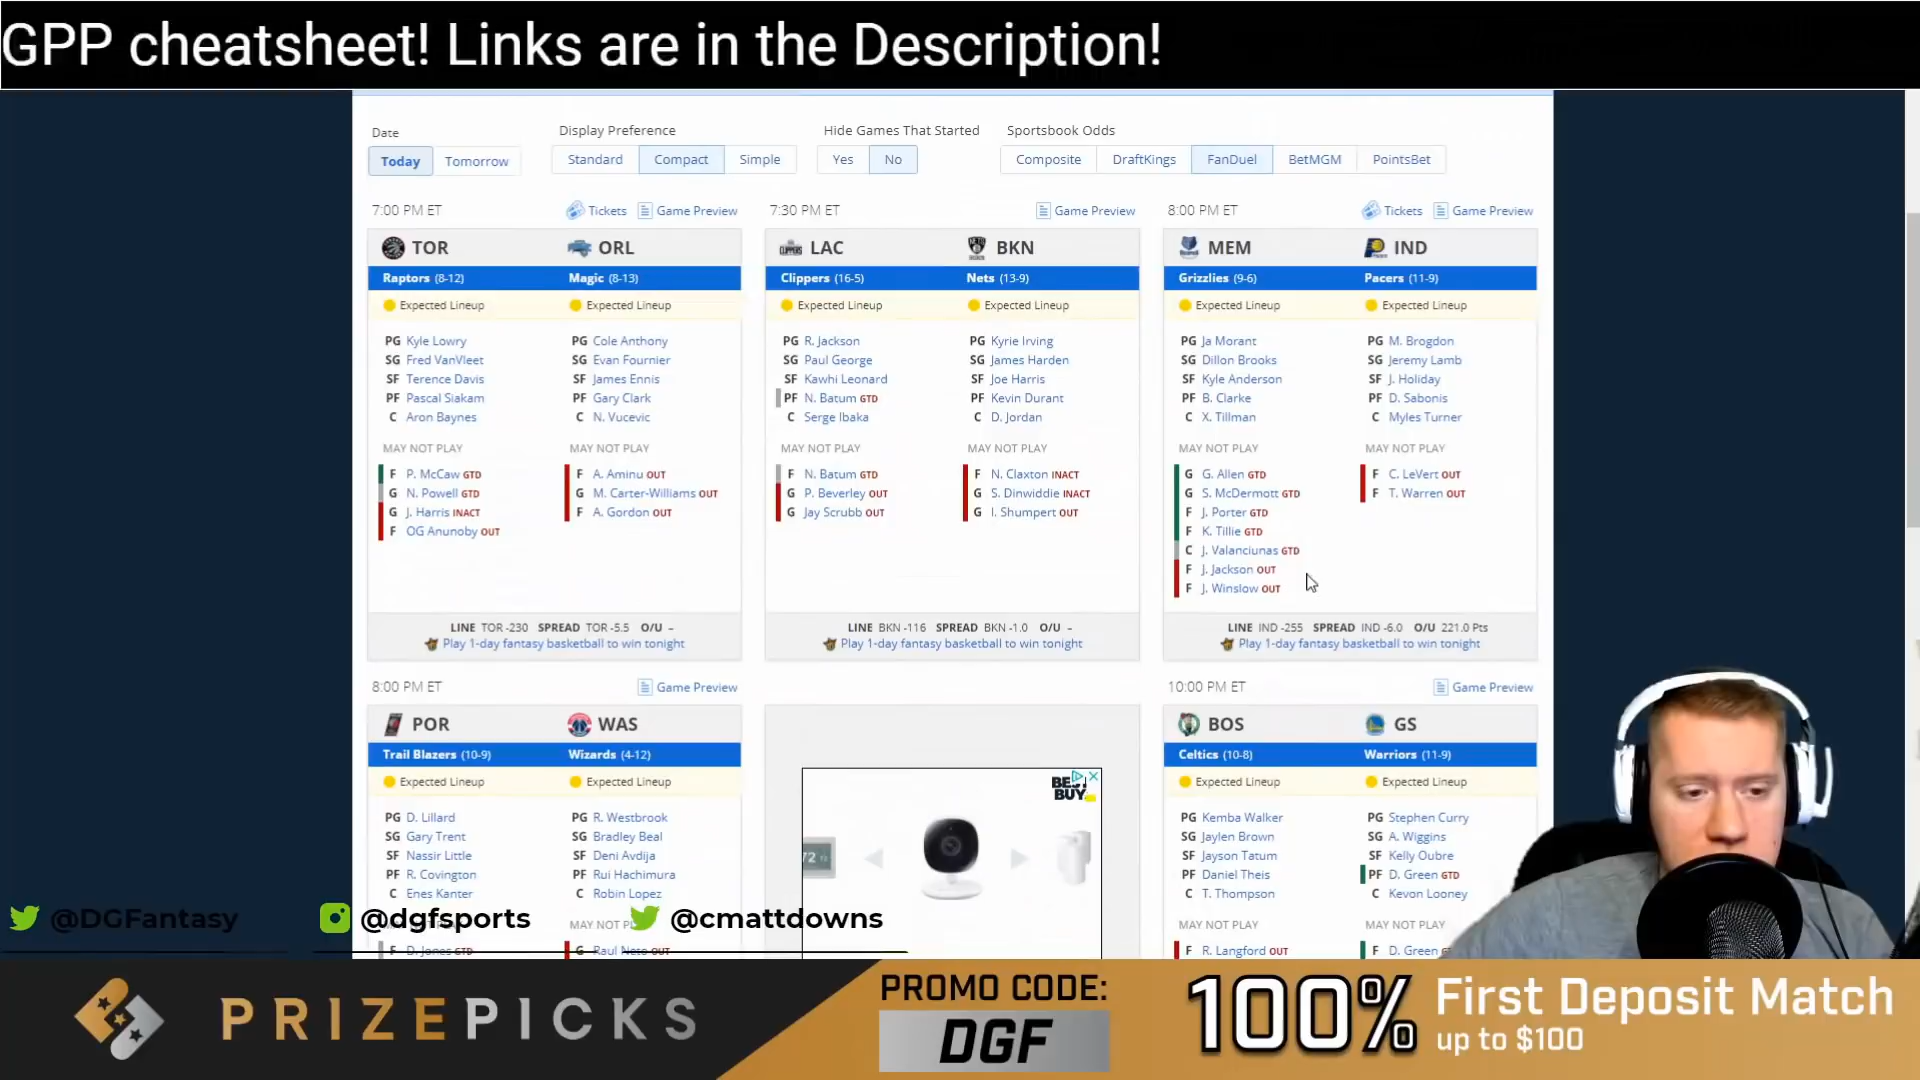 GPP cheatsheet! Links are in the Description!
Date
Display Preference
Hide Games That Started
Sportsbook Odds
Today
Tomorrow
Standard
Compact
Simple
Yes
No
Composite
DraftKings
FanDuel
BetMGM
PointsBet
7:00 PM ET
Tickets
Game Preview
TOR
ORL
Raptors (8-12)
Magic (8-13)
Expected Lineup
Expected Lineup
PG Kyle Lowry
SG Fred VanVleet
SF Terence Davis
PF Pascal Siakam
C Aron Baynes
PG Cole Anthony
SG Evan Fournier
SF James Ennis
PF Gary Clark
C N. Vucevic
MAY NOT PLAY
F P. McCaw GTD
G N. Powell GTD
G J. Harris INACT
F OG Anunoby OUT
MAY NOT PLAY
F A. Aminu OUT
G M. Carter-Williams OUT
F A. Gordon OUT
LINE TOR -230 SPREAD TOR -5.5 O/U –
Play 1-day fantasy basketball to win tonight
7:30 PM ET
Game Preview
CLIPPERS
LAC
BKN
Clippers (16-5)
Nets (13-9)
Expected Lineup
Expected Lineup
PG R. Jackson
SG Paul George
SF Kawhi Leonard
PF N. Batum GTD
C Serge Ibaka
PG Kyrie Irving
SG James Harden
SF Joe Harris
PF Kevin Durant
C D. Jordan
MAY NOT PLAY
F N. Batum GTD
G P. Beverley OUT
G Jay Scrubb OUT
MAY NOT PLAY
F N. Claxton INACT
G S. Dinwiddie INACT
G I. Shumpert OUT
LINE BKN -116 SPREAD BKN -1.0 O/U –
Play 1-day fantasy basketball to win tonight
8:00 PM ET
Tickets
Game Preview
MEM
IND
Grizzlies (9-6)
Pacers (11-9)
Expected Lineup
Expected Lineup
PG Ja Morant
SG Dillon Brooks
SF Kyle Anderson
PF B. Clarke
C X. Tillman
PG M. Brogdon
SG Jeremy Lamb
SF J. Holiday
PF D. Sabonis
C Myles Turner
MAY NOT PLAY
G G. Allen GTD
G S. McDermott GTD
F J. Porter GTD
F K. Tillie GTD
C J. Valanciunas GTD
F J. Jackson OUT
F J. Winslow OUT
MAY NOT PLAY
F C. LeVert OUT
F T. Warren OUT
LINE IND -255 SPREAD IND -6.0 O/U 221.0 Pts
Play 1-day fantasy basketball to win tonight
8:00 PM ET
Game Preview
POR
WAS
Trail Blazers (10-9)
Wizards (4-12)
Expected Lineup
Expected Lineup
PG D. Lillard
SG Gary Trent
SF Nassir Little
PF R. Covington
C Enes Kanter
PG R. Westbrook
SG Bradley Beal
SF Deni Avdija
PF Rui Hachimura
C Robin Lopez
MAY NOT PLAY
F D. Jones GTD
MAY NOT PL
G Raul Neto OUT
BEST BUY
72
10:00 PM ET
Game Preview
BOS
GS
Celtics (10-8)
Warriors (11-9)
Expected Lineup
Expected Lineup
PG Kemba Walker
SG Jaylen Brown
SF Jayson Tatum
PF Daniel Theis
C T. Thompson
PG Stephen Curry
SG A. Wiggins
SF Kelly Oubre
PF D. Green GTD
C Kevon Looney
MAY NOT PLAY
F R. Langford OUT
MAY NOT PLAY
F D. Green
@DGFantasy
@dgfsports
@cmattdowns
PRIZEPICKS
PROMO CODE:
DGF
100%
First Deposit Match
up to $100